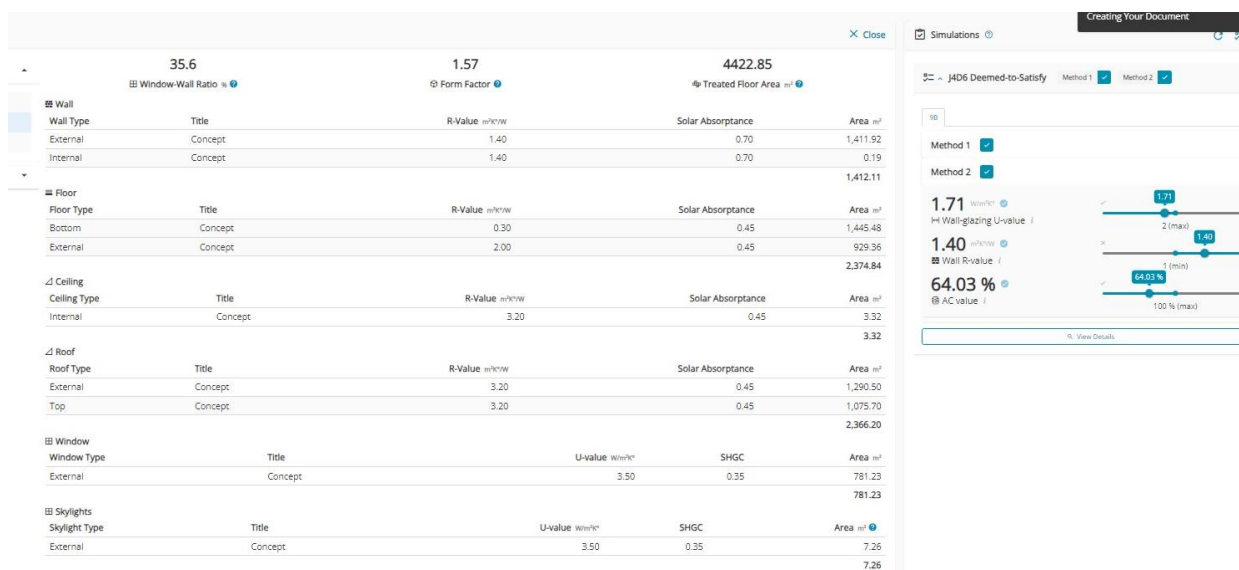 Creating Your Document
Close
Simulations
35.6
1.57
4422.85
Window-Wall Ratio %
Form Factor
Treated Floor Area m²
J4D6 Deemed-to-Satisfy Method 1 Method 2
Wall
Wall Type Title R-Value m²K°/W Solar Absorptance Area m²
External Concept 1.40 0.70 1,411.92
Internal Concept 1.40 0.70 0.19
1,412.11
Floor
Floor Type Title R-Value m²K°/W Solar Absorptance Area m²
Bottom Concept 0.30 0.45 1,445.48
External Concept 2.00 0.45 929.36
2,374.84
Ceiling
Ceiling Type Title R-Value m²K°/W Solar Absorptance Area m²
Internal Concept 3.20 0.45 3.32
3.32
Roof
Roof Type Title R-Value m²K°/W Solar Absorptance Area m²
External Concept 3.20 0.45 1,290.50
Top Concept 3.20 0.45 1,075.70
2,366.20
Window
Window Type Title U-value W/m²K° SHGC Area m²
External Concept 3.50 0.35 781.23
781.23
Skylights
Skylight Type Title U-value W/m²K° SHGC Area m²
External Concept 3.50 0.35 7.26
7.26
Method 1
Method 2
1.71 W/m²K°
Wall-glazing U-value i
1.71
2 (max)
1.40 m²K°/W
Wall R-value i
1.40
1 (min)
64.03 %
AC value i
64.03 %
100 % (max)
View Details